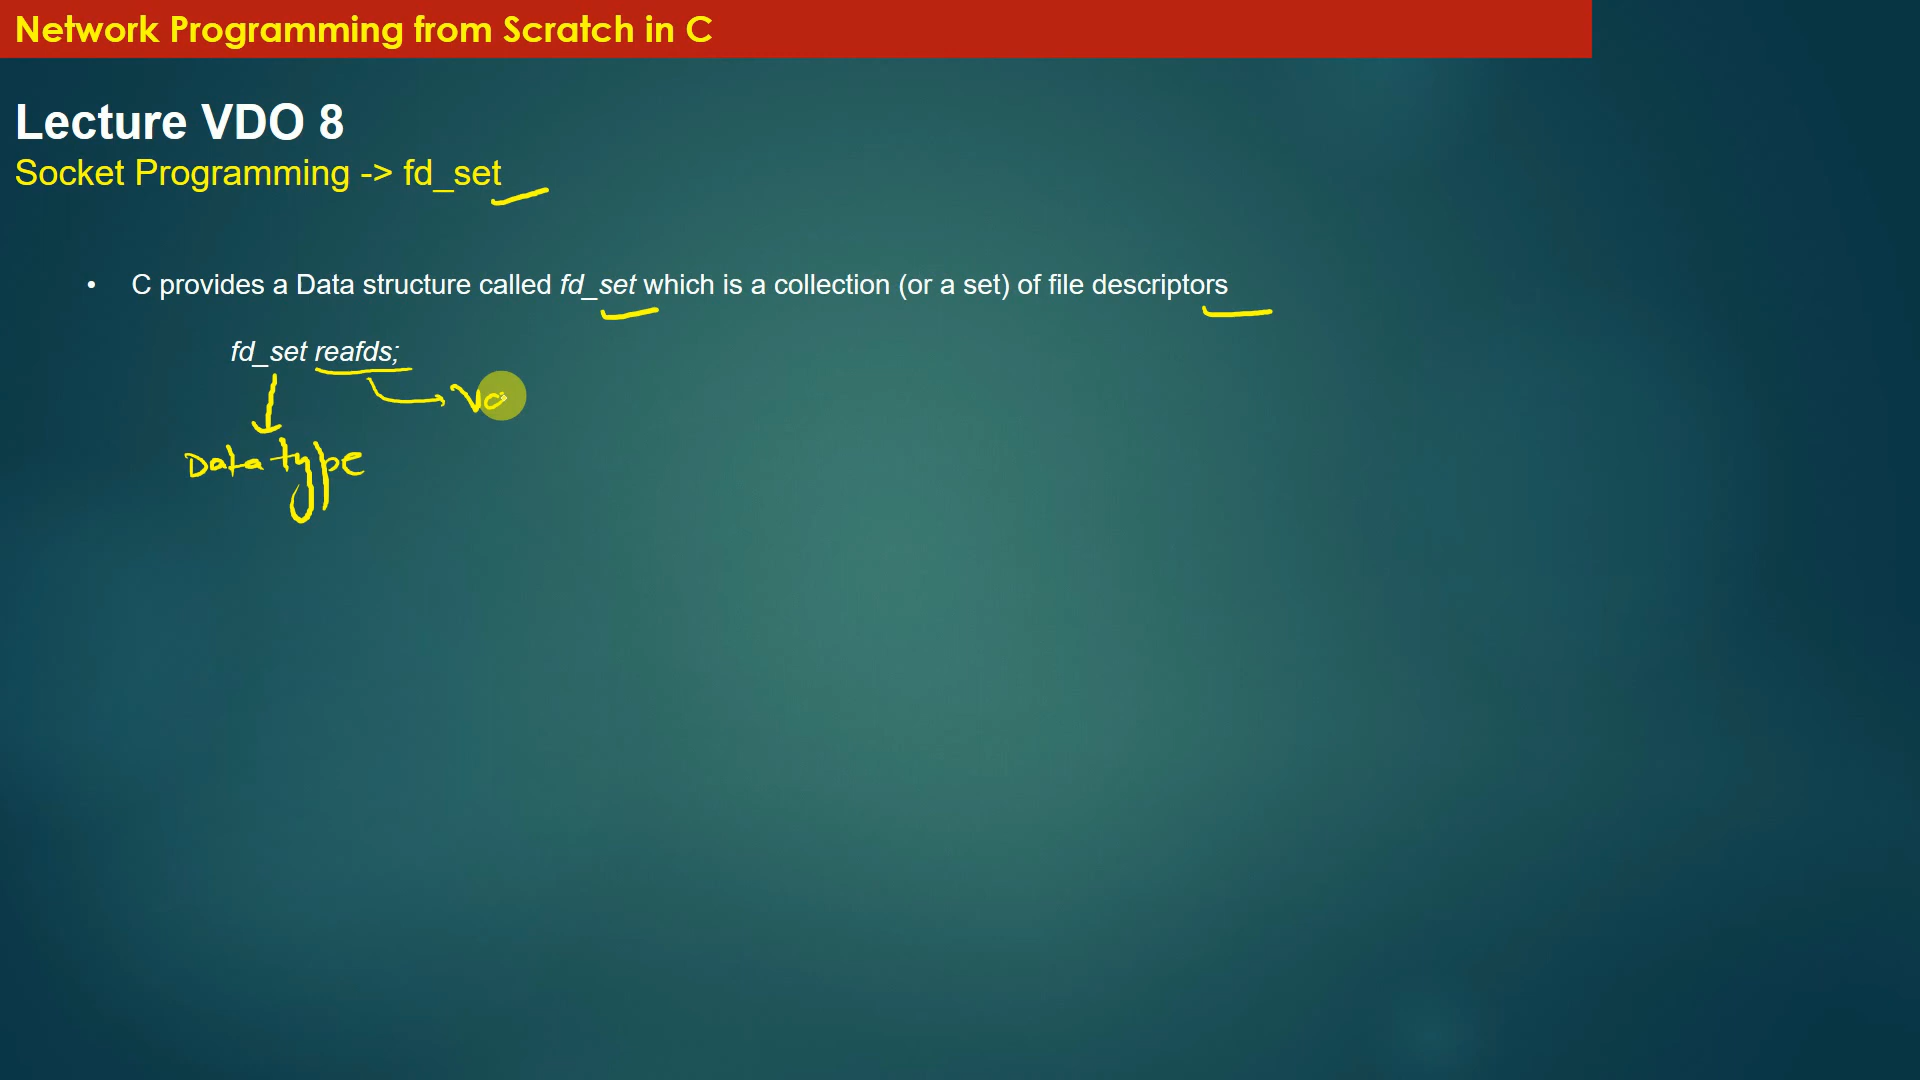 Network Programming from Scratch in C
Lecture VDO 8
Socket Programming -> fd_set
• C provides a Data structure called fd_set which is a collection (or a set) of file descriptors
fd_set reafds;
Va
Data type